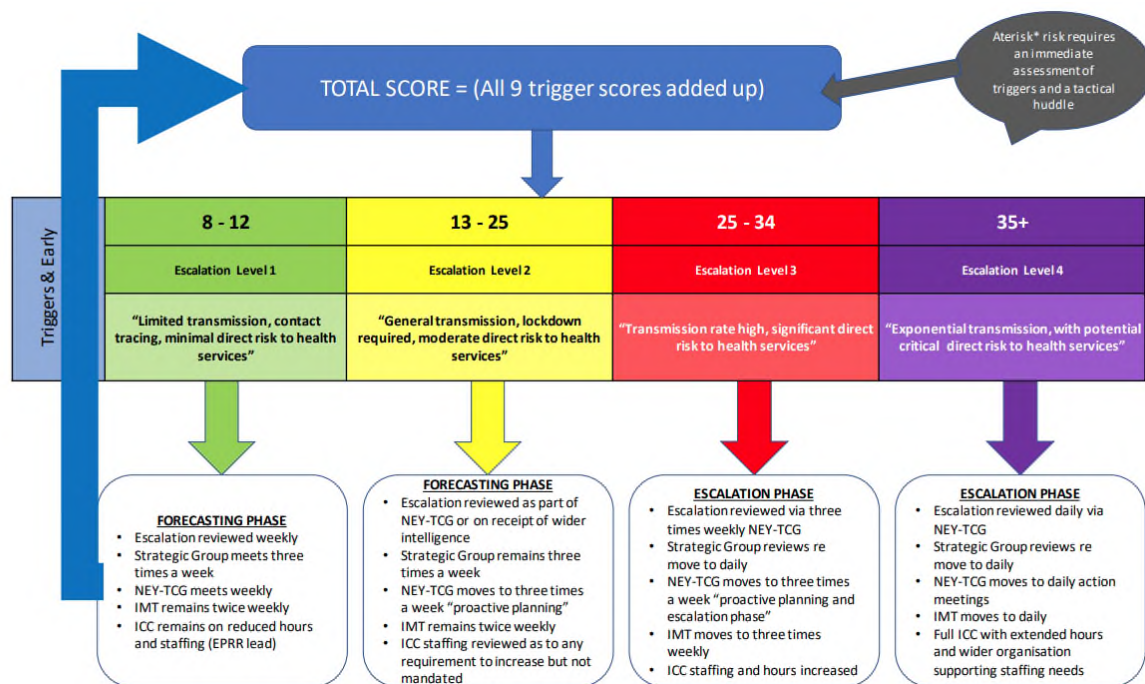 Aterisk* risk requires
an immediate
assessment of
triggers and a tactical
huddle
TOTAL SCORE = (All 9 trigger scores added up)
Triggers & Early
8 - 12
Escalation Level 1
“Limited transmission, contact
tracing, minimal direct risk to health
services”
13 - 25
Escalation Level 2
“General transmission, lockdown
required, moderate direct risk to health
services”
25 - 34
Escalation Level 3
“Transmission rate high, significant direct
risk to health services”
35+
Escalation Level 4
“Exponential transmission, with potential
critical direct risk to health services”
FORECASTING PHASE
• Escalation reviewed weekly
• Strategic Group meets three
times a week
• NEY-TCG meets weekly
• IMT remains twice weekly
• ICC remains on reduced hours
and staffing (EPRR lead)
FORECASTING PHASE
• Escalation reviewed as part of
NEY-TCG or on receipt of wider
intelligence
• Strategic Group remains three
times a week
• NEY-TCG moves to three times
a week “proactive planning”
• IMT remains twice weekly
• ICC staffing reviewed as to any
requirement to increase but not
mandated
ESCALATION PHASE
• Escalation reviewed via three
times weekly NEY-TCG
• Strategic Group reviews re
move to daily
• NEY-TCG moves to three times
a week “proactive planning and
escalation phase”
• IMT moves to three times
weekly
• ICC staffing and hours increased
ESCALATION PHASE
• Escalation reviewed daily via
NEY-TCG
• Strategic Group reviews re
move to daily
• NEY-TCG moves to daily action
meetings
• IMT moves to daily
• Full ICC with extended hours
and wider organisation
supporting staffing needs